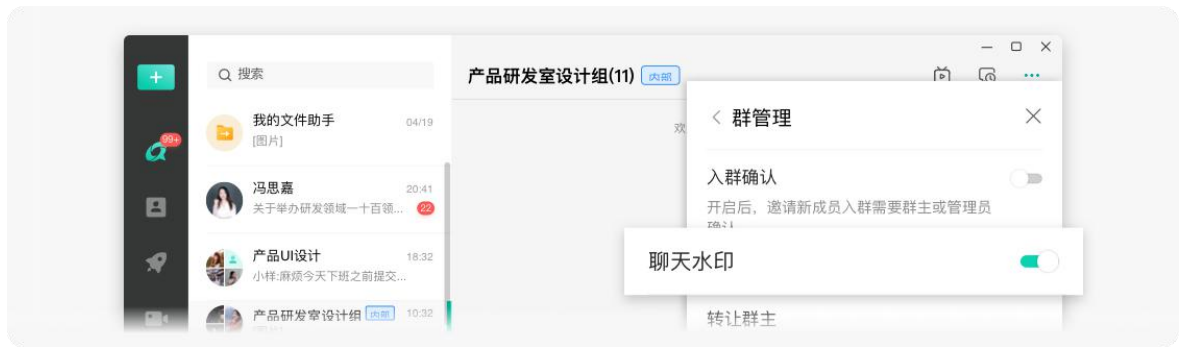 搜索
99+
我的文件助手 04/19
[图片]
冯思嘉 20:41
关于举办研发领域一十百领... 22
产品UI设计 18:32
小样:麻烦今天下班之前提交...
产品研发室设计组 内部 10:32
产品研发室设计组(11) 内部
欢
群管理
入群确认
开启后，邀请新成员入群需要群主或管理员
确认
聊天水印
转让群主